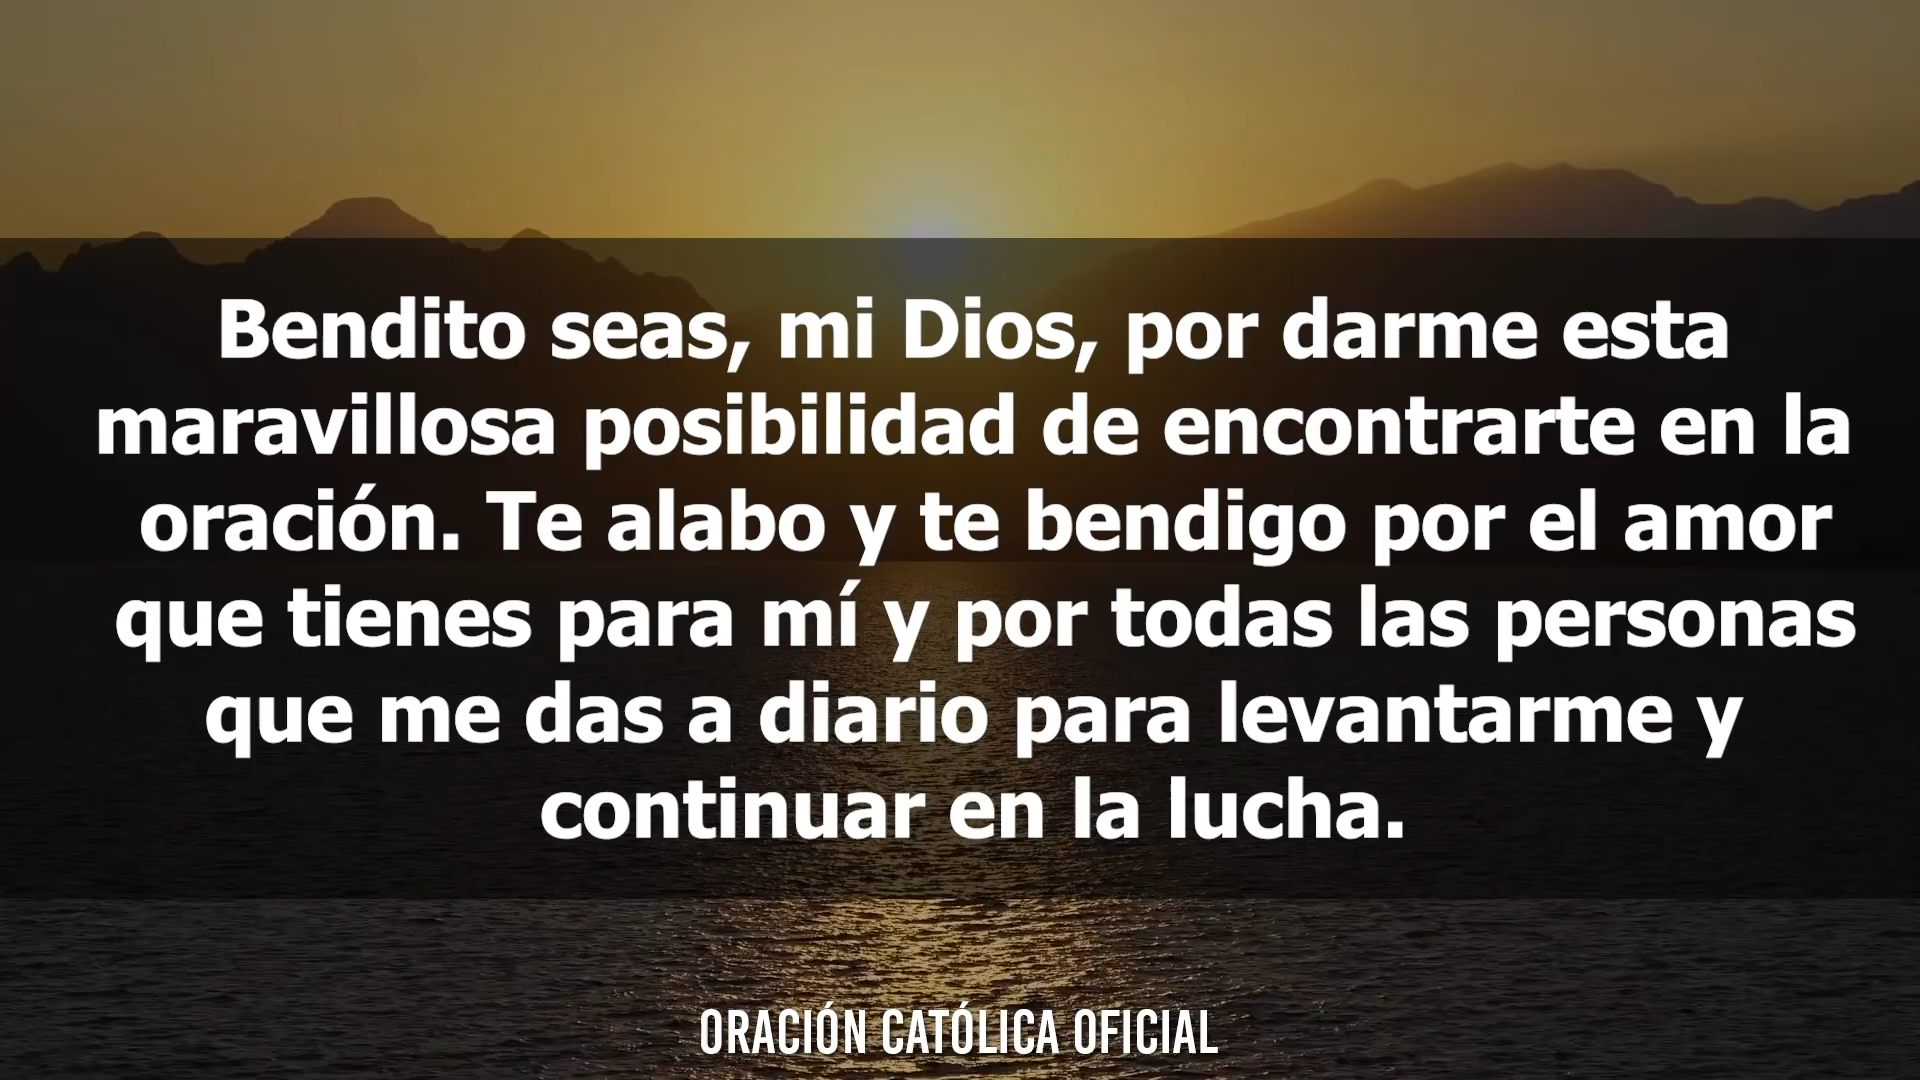 Bendito seas, mi Dios, por darme esta
maravillosa posibilidad de encontrarte en la
oración. Te alabo y te bendigo por el amor
que tienes para mí y por todas las personas
que me das a diario para levantarme y
continuar en la lucha.
ORACIÓN CATÓLICA OFICIAL